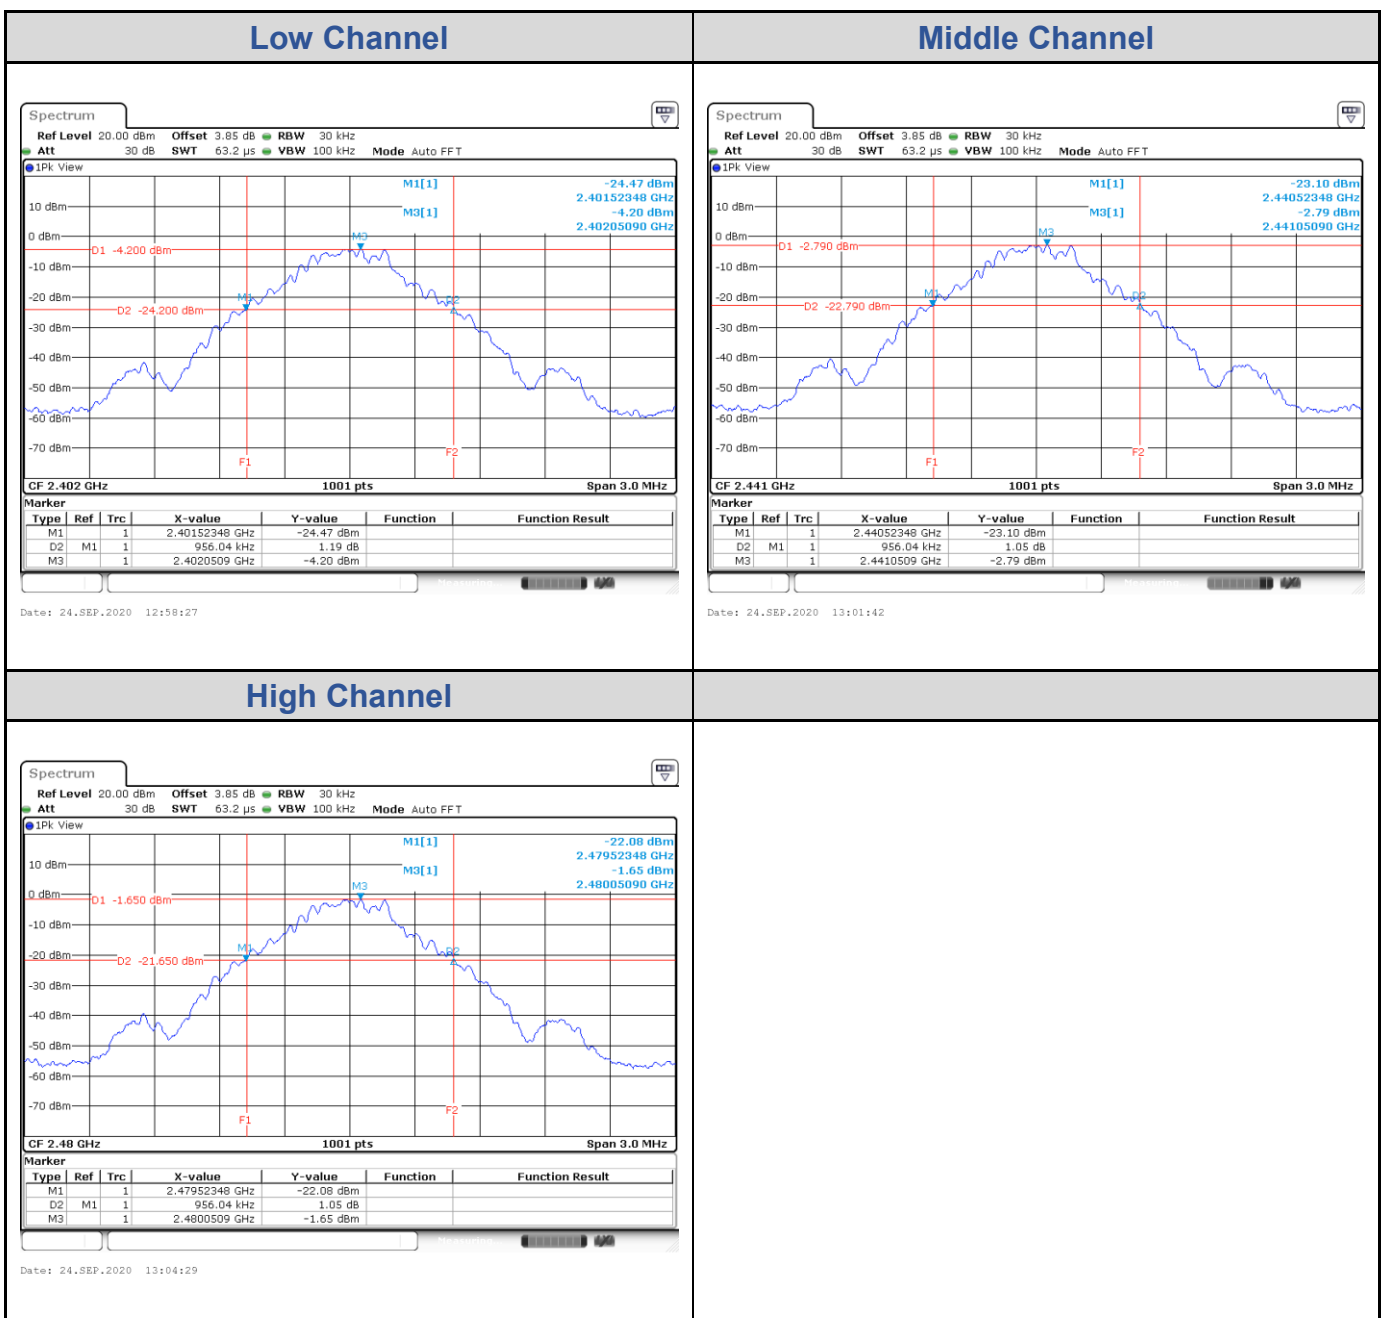 Low Channel
Middle Channel
Spectrum
Ref Level 20.00 dBm Offset 3.85 dB RBW 30 kHz
Att 30 dB SWT 63.2 µs VBW 100 kHz Mode Auto FFT
1Pk View
M1[1] -24.47 dBm
2.40152348 GHz
M3[1] -4.20 dBm
2.40205090 GHz
10 dBm
0 dBm
-10 dBm
-20 dBm
-30 dBm
-40 dBm
-50 dBm
-60 dBm
-70 dBm
D1 -4.200 dBm
D2 -24.200 dBm
M1
M3
D2
F1
F2
CF 2.402 GHz 1001 pts Span 3.0 MHz
Marker
Type Ref Trc X-value Y-value Function Function Result
M1 1 2.40152348 GHz -24.47 dBm
D2 M1 1 956.04 kHz 1.19 dB
M3 1 2.4020509 GHz -4.20 dBm
Measuring
Date: 24.SEP.2020 12:58:27
Spectrum
Ref Level 20.00 dBm Offset 3.85 dB RBW 30 kHz
Att 30 dB SWT 63.2 µs VBW 100 kHz Mode Auto FFT
1Pk View
M1[1] -23.10 dBm
2.44052348 GHz
M3[1] -2.79 dBm
2.44105090 GHz
10 dBm
0 dBm
-10 dBm
-20 dBm
-30 dBm
-40 dBm
-50 dBm
-60 dBm
-70 dBm
D1 -2.790 dBm
D2 -22.790 dBm
M1
M3
D2
F1
F2
CF 2.441 GHz 1001 pts Span 3.0 MHz
Marker
Type Ref Trc X-value Y-value Function Function Result
M1 1 2.44052348 GHz -23.10 dBm
D2 M1 1 956.04 kHz 1.05 dB
M3 1 2.4410509 GHz -2.79 dBm
Measuring
Date: 24.SEP.2020 13:01:42
High Channel
Spectrum
Ref Level 20.00 dBm Offset 3.85 dB RBW 30 kHz
Att 30 dB SWT 63.2 µs VBW 100 kHz Mode Auto FFT
1Pk View
M1[1] -22.08 dBm
2.47952348 GHz
M3[1] -1.65 dBm
2.48005090 GHz
10 dBm
0 dBm
-10 dBm
-20 dBm
-30 dBm
-40 dBm
-50 dBm
-60 dBm
-70 dBm
D1 -1.650 dBm
D2 -21.650 dBm
M1
M3
D2
F1
F2
CF 2.48 GHz 1001 pts Span 3.0 MHz
Marker
Type Ref Trc X-value Y-value Function Function Result
M1 1 2.47952348 GHz -22.08 dBm
D2 M1 1 956.04 kHz 1.05 dB
M3 1 2.4800509 GHz -1.65 dBm
Measuring
Date: 24.SEP.2020 13:04:29